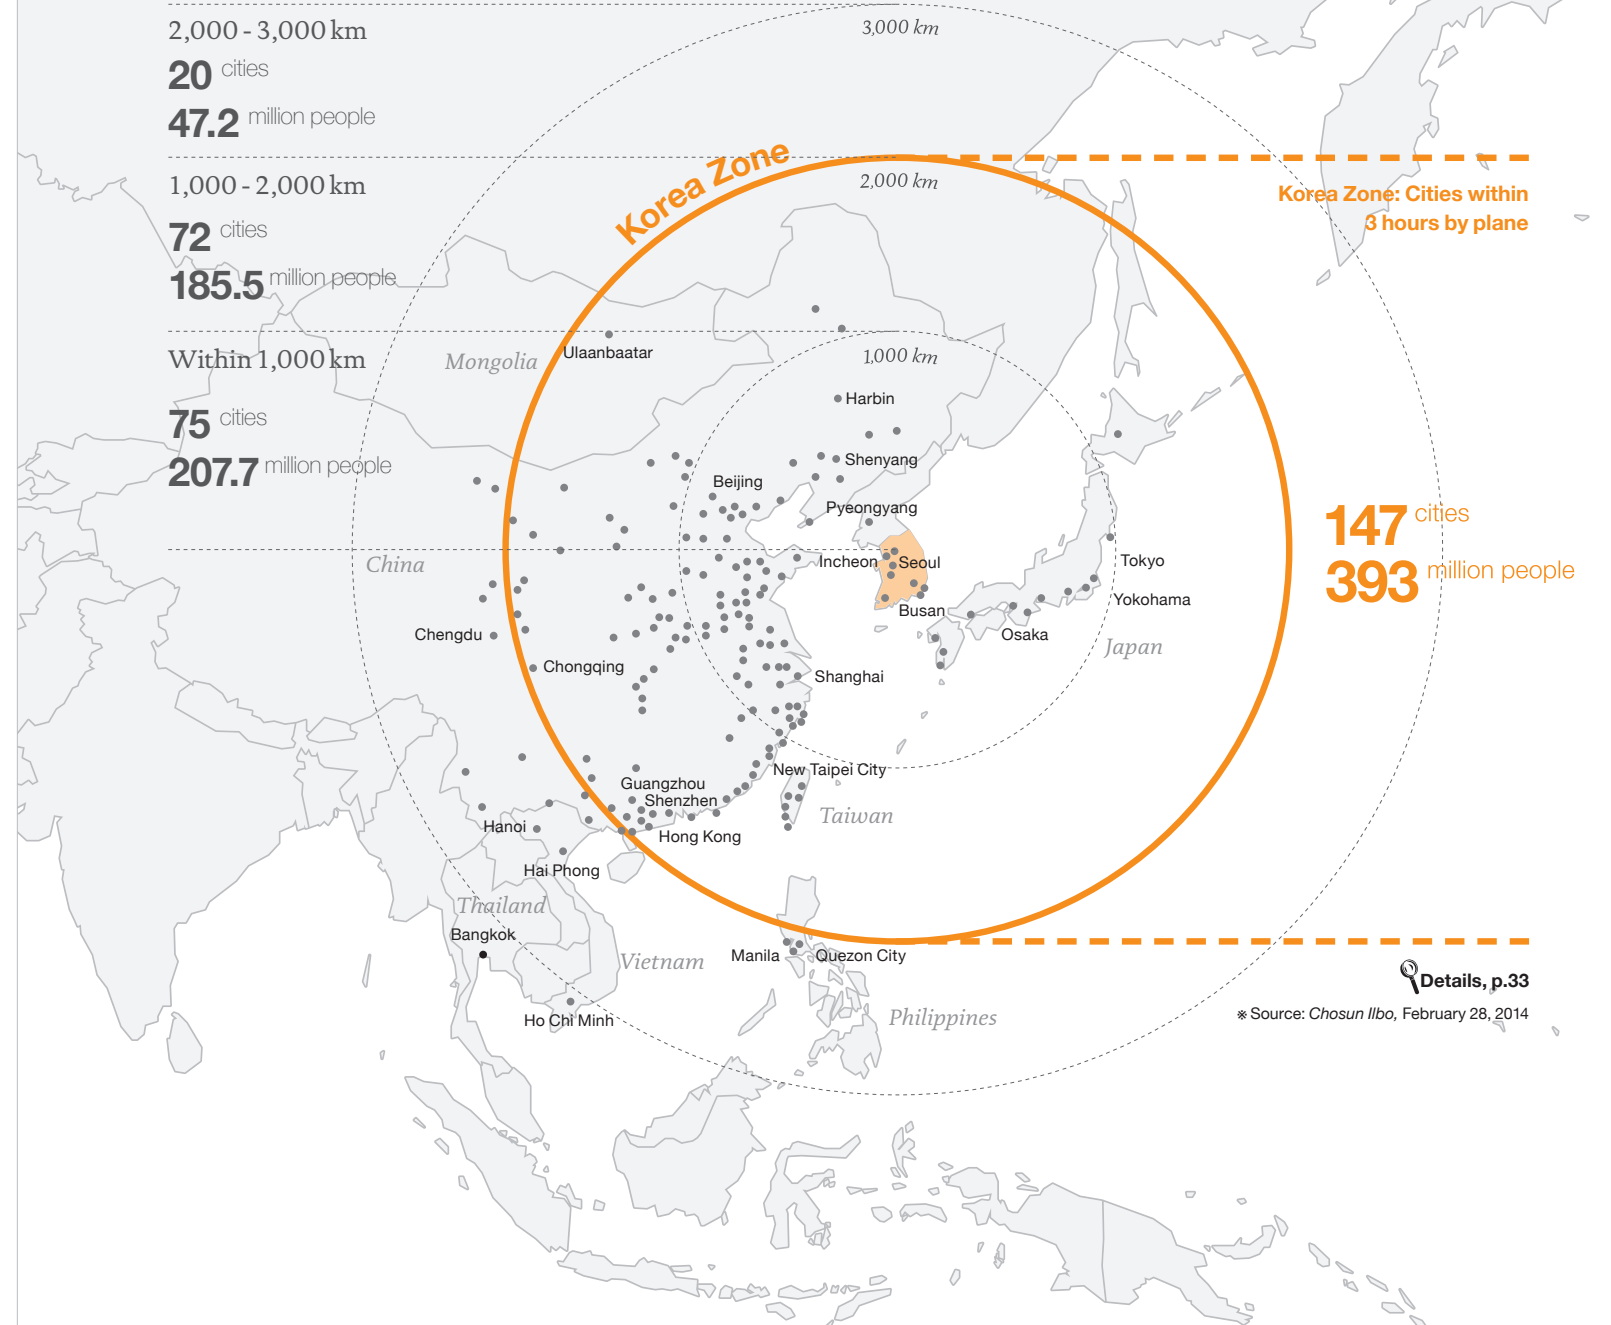 2,000 - 3,000 km
20 cities
47.2 million people
3,000 km
Korea Zone
2,000 km
1,000 - 2,000 km
72 cities
185.5 million people
Korea Zone: Cities within
3 hours by plane
Within 1,000 km
75 cities
207.7 million people
1,000 km
Mongolia
Ulaanbaatar
Harbin
Shenyang
Beijing
Pyeongyang
147 cities
393 million people
China
Incheon
Seoul
Tokyo
Busan
Yokohama
Chengdu
Osaka
Japan
Chongqing
Shanghai
New Taipei City
Guangzhou
Shenzhen
Taiwan
Hanoi
Hong Kong
Hai Phong
Thailand
Bangkok
Vietnam
Manila
Quezon City
Details, p.33
Ho Chi Minh
Philippines
※ Source: Chosun Ilbo, February 28, 2014